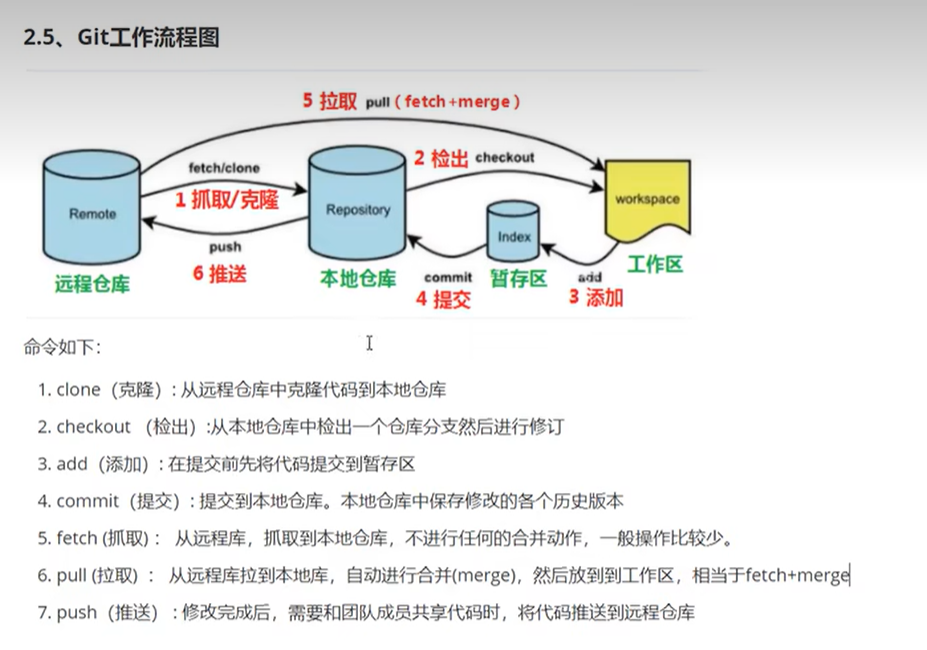 2.5、Git工作流程图
5 拉取 pull（fetch+merge）
fetch/clone
2 检出 checkout
1 抓取/克隆
Remote
Repository
workspace
Index
push
6 推送
远程仓库
本地仓库
commit
4 提交
暂存区
add
3 添加
工作区
命令如下：
1. clone（克隆）: 从远程仓库中克隆代码到本地仓库
2. checkout （检出）:从本地仓库中检出一个仓库分支然后进行修订
3. add（添加）: 在提交前先将代码提交到暂存区
4. commit（提交）: 提交到本地仓库。本地仓库中保存修改的各个历史版本
5. fetch (抓取)： 从远程库，抓取到本地仓库，不进行任何的合并动作，一般操作比较少。
6. pull (拉取) ： 从远程库拉到本地库，自动进行合并(merge)，然后放到到工作区，相当于fetch+merge
7. push（推送） : 修改完成后，需要和团队成员共享代码时，将代码推送到远程仓库